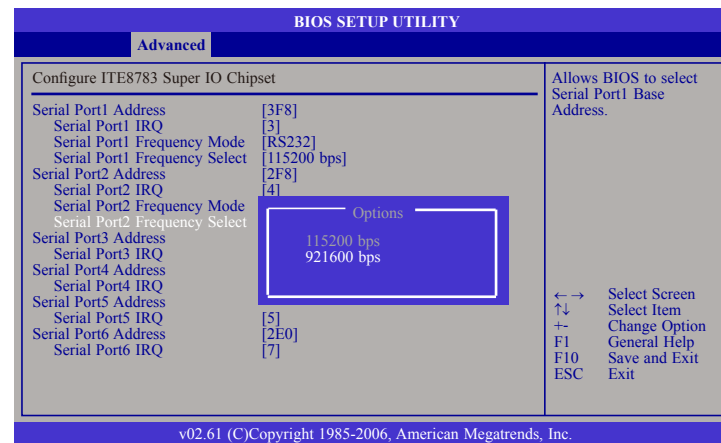 BIOS SETUP UTILITY
Advanced
Configure ITE8783 Super IO Chipset
Serial Port1 Address [3F8]
Serial Port1 IRQ [3]
Serial Port1 Frequency Mode [RS232]
Serial Port1 Frequency Select [115200 bps]
Serial Port2 Address [2F8]
Serial Port2 IRQ [4]
Serial Port2 Frequency Mode
Serial Port2 Frequency Select
Serial Port3 Address
Serial Port3 IRQ
Serial Port4 Address
Serial Port4 IRQ
Serial Port5 Address
Serial Port5 IRQ [5]
Serial Port6 Address [2E0]
Serial Port6 IRQ [7]
Options
115200 bps
921600 bps
Allows BIOS to select
Serial Port1 Base
Address.
←→ Select Screen
↑↓ Select Item
+- Change Option
F1 General Help
F10 Save and Exit
ESC Exit
v02.61 (C)Copyright 1985-2006, American Megatrends, Inc.